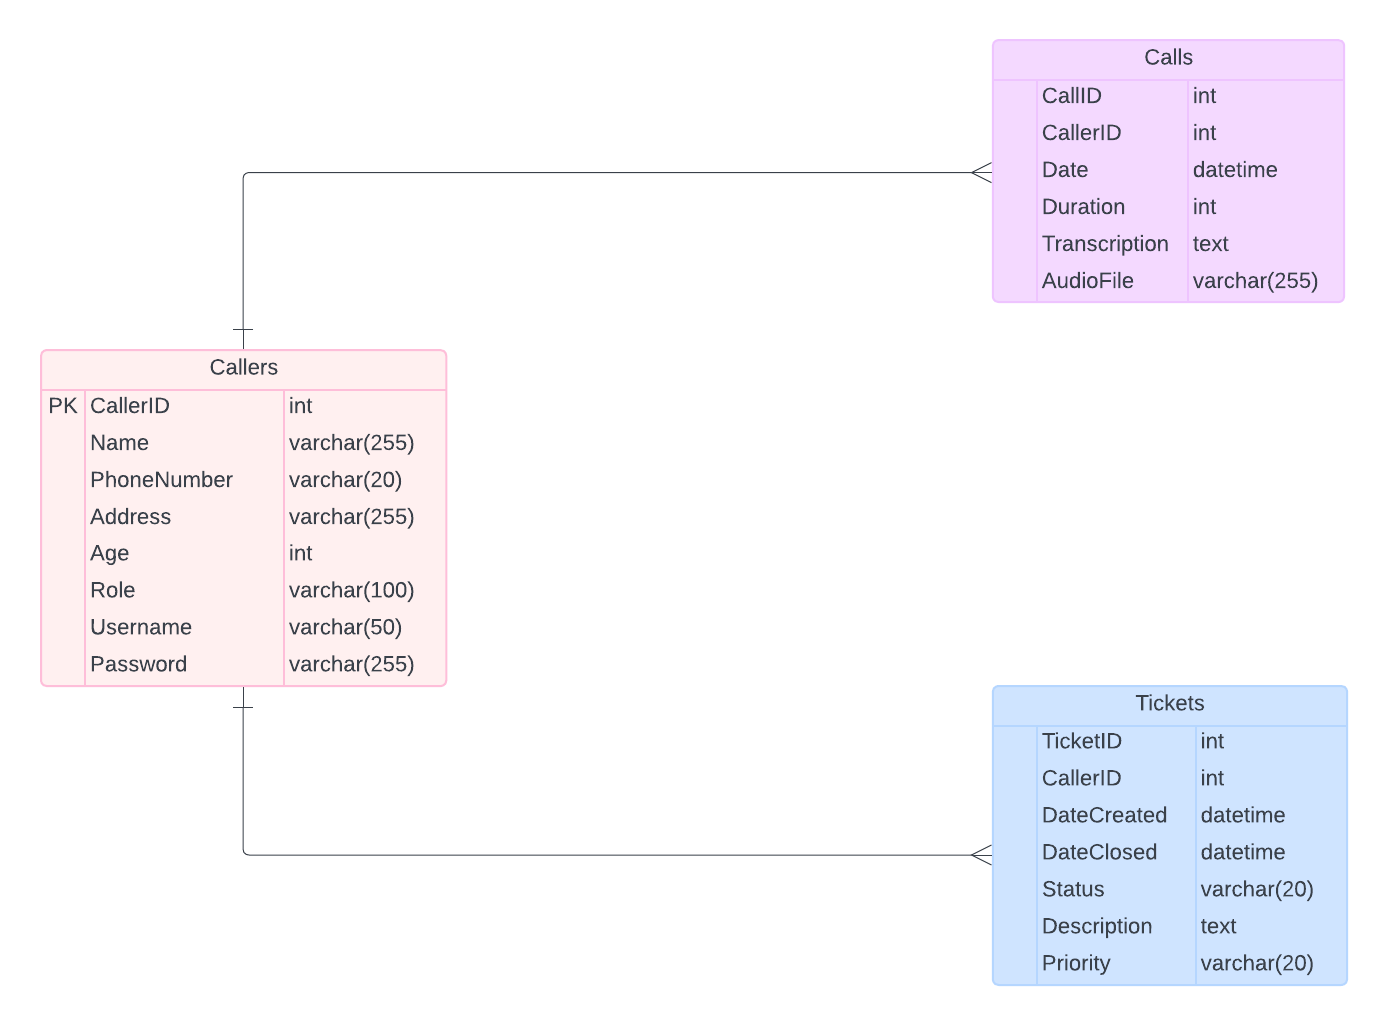 Calls
CallID int
CallerID int
Date datetime
Duration int
Transcription text
AudioFile varchar(255)
Callers
PK CallerID int
Name varchar(255)
PhoneNumber varchar(20)
Address varchar(255)
Age int
Role varchar(100)
Username varchar(50)
Password varchar(255)
Tickets
TicketID int
CallerID int
DateCreated datetime
DateClosed datetime
Status varchar(20)
Description text
Priority varchar(20)